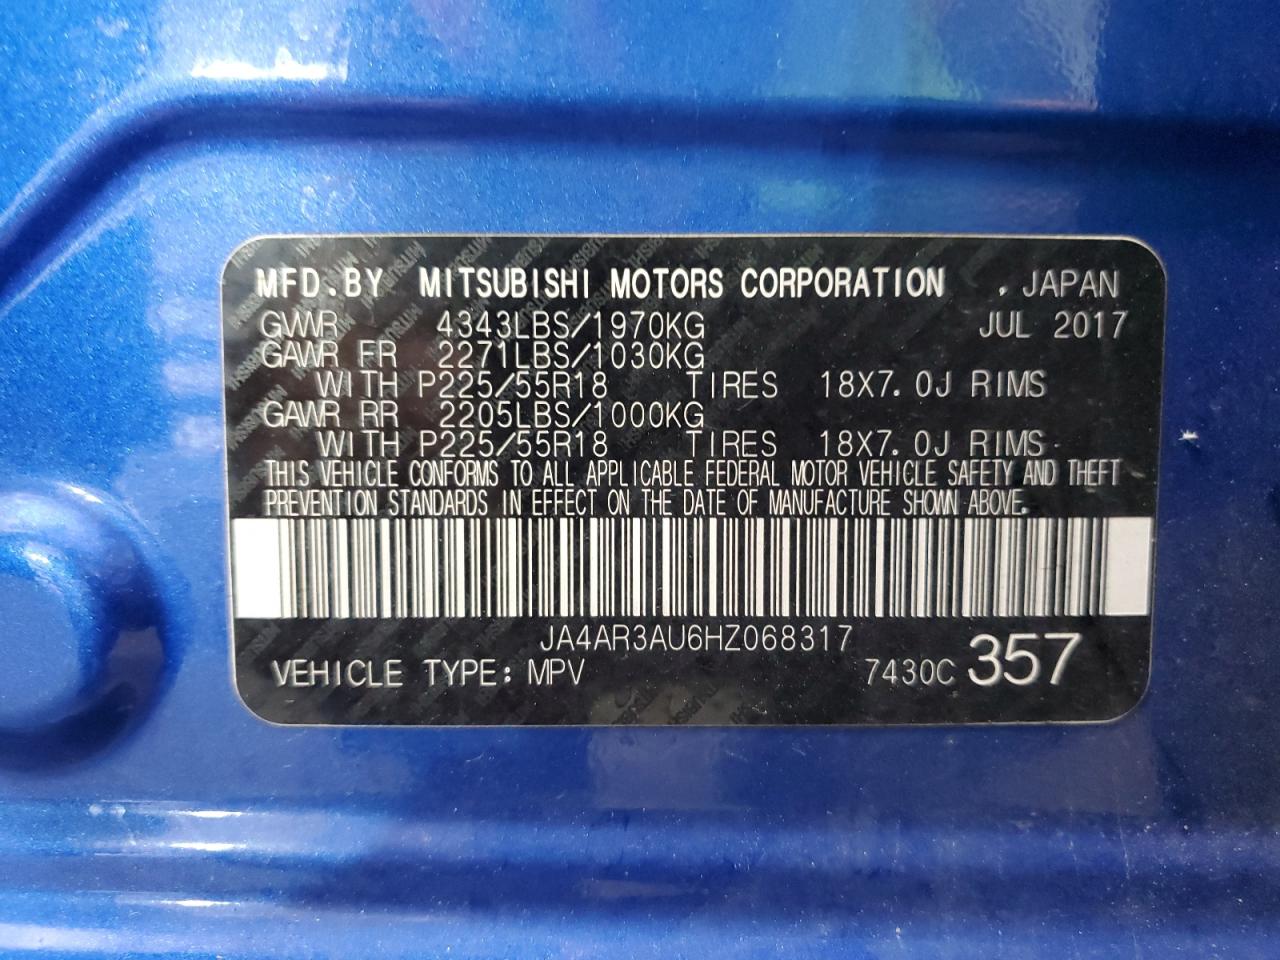 MFD.BY MITSUBISHI MOTORS CORPORATION , JAPAN
GVWR 4343LBS/1970KG JUL 2017
GAWR FR 2271LBS/1030KG
WITH P225/55R18 TIRES 18X7.0J RIMS
GAWR RR 2205LBS/1000KG
WITH P225/55R18 TIRES 18X7.0J RIMS
THIS VEHICLE CONFORMS TO ALL APPLICABLE FEDERAL MOTOR VEHICLE SAFETY AND THEFT
PREVENTION STANDARDS IN EFFECT ON THE DATE OF MANUFACTURE SHOWN ABOVE.
JA4AR3AU6HZ068317
VEHICLE TYPE: MPV 7430C 357